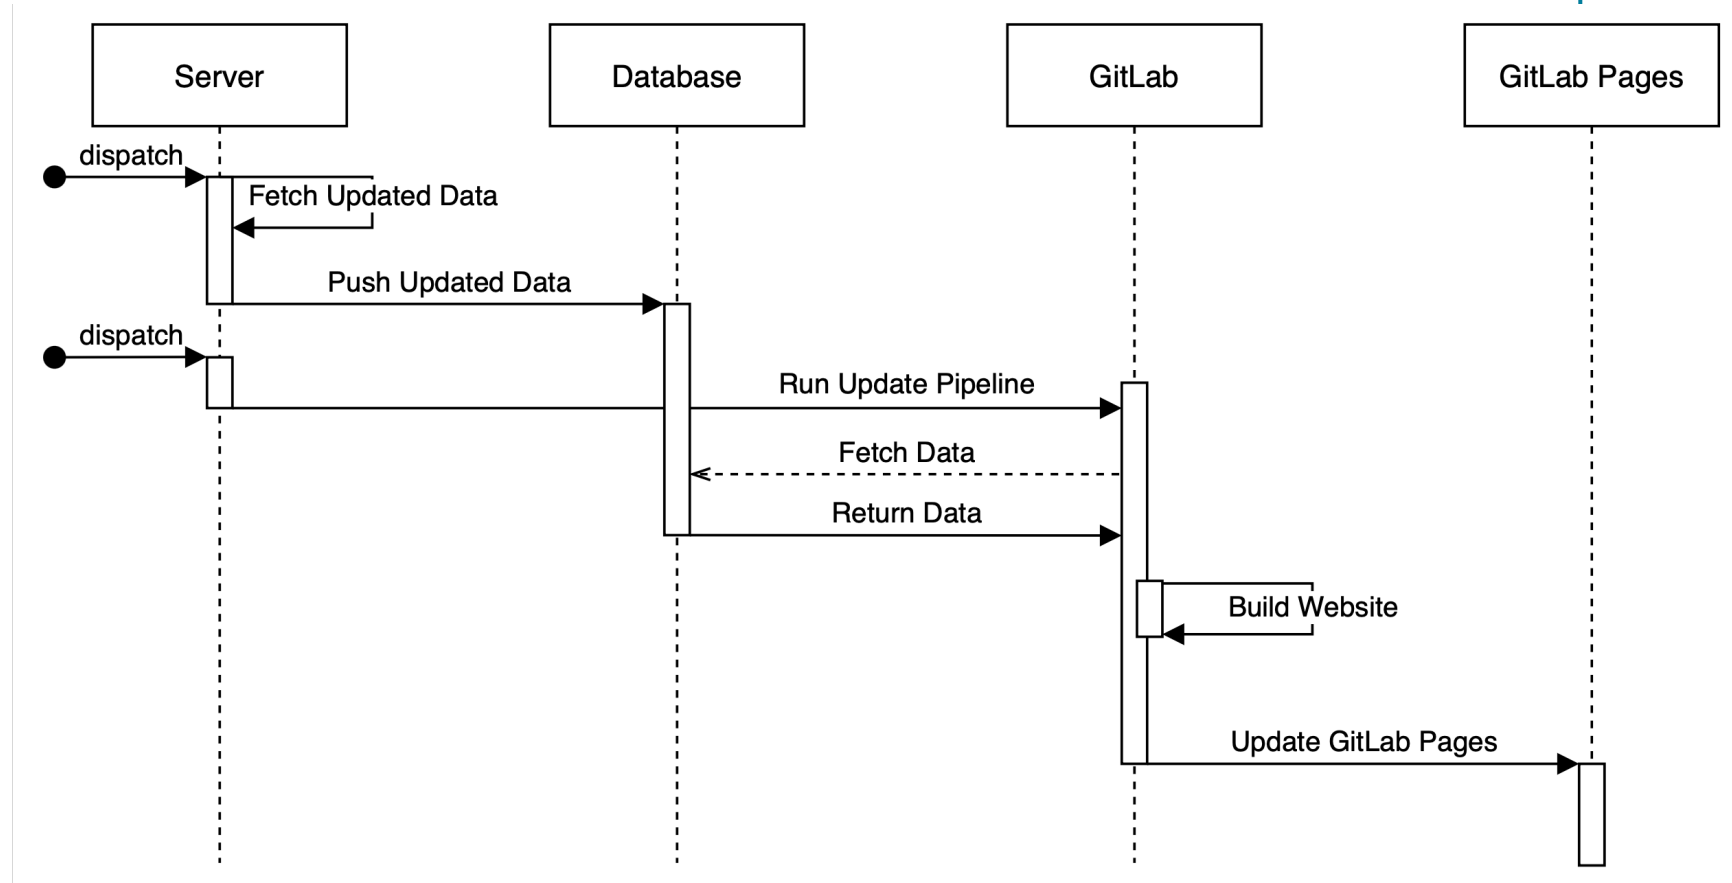 Server
Database
GitLab
GitLab Pages
dispatch
Fetch Updated Data
Push Updated Data
dispatch
Run Update Pipeline
Fetch Data
Return Data
Build Website
Update GitLab Pages